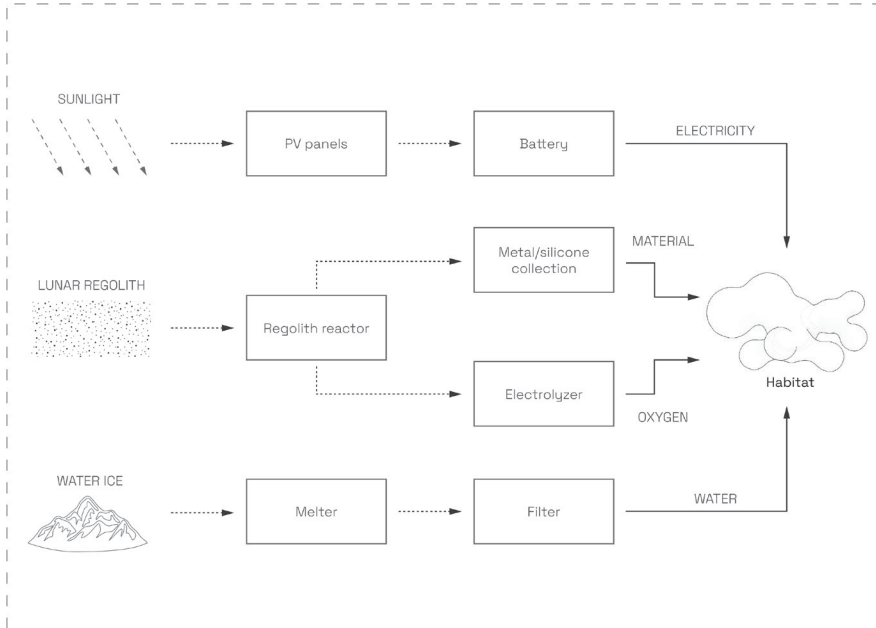 SUNLIGHT
PV panels
Battery
ELECTRICITY
LUNAR REGOLITH
Regolith reactor
Metal/silicone
collection
MATERIAL
Electrolyzer
OXYGEN
Habitat
WATER ICE
Melter
Filter
WATER